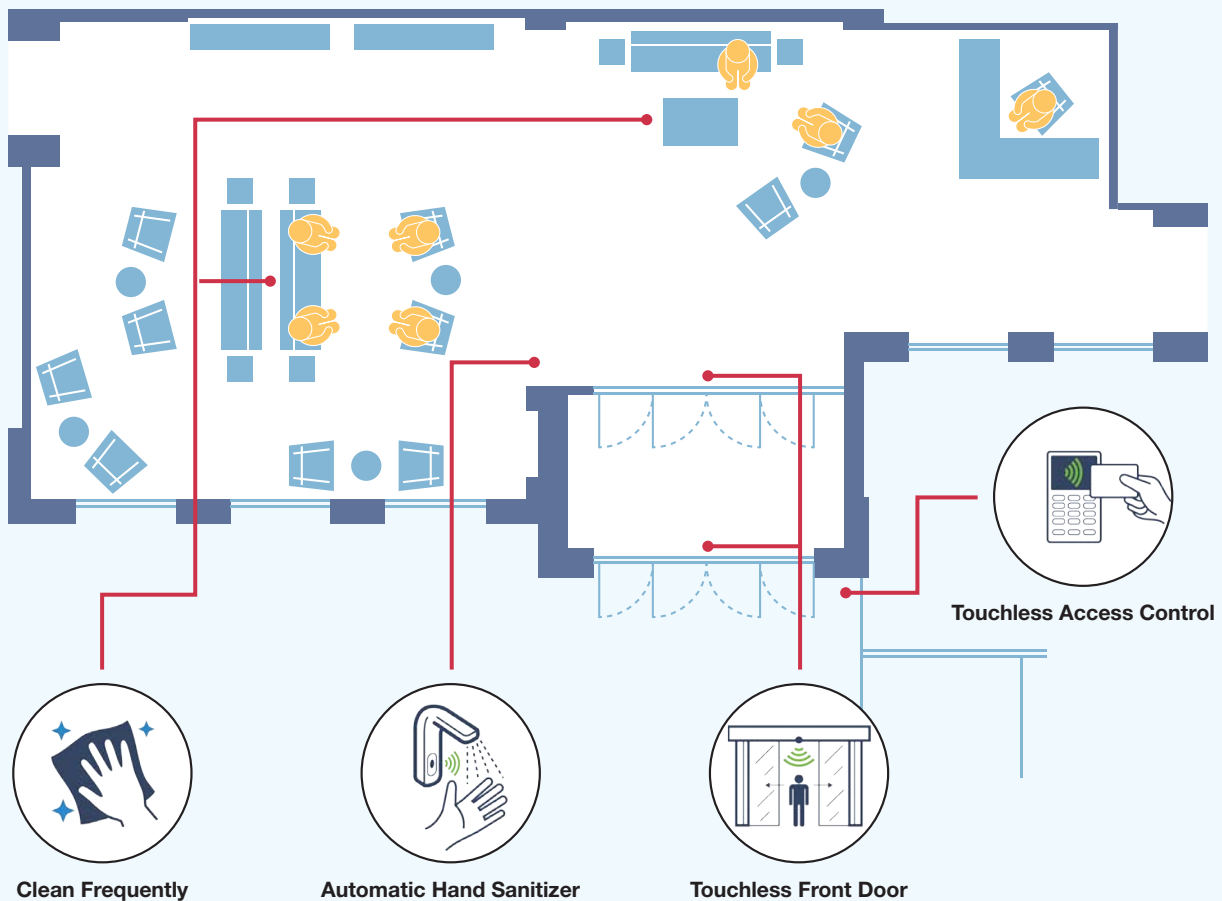 Touchless Access Control
Clean Frequently
Automatic Hand Sanitizer
Touchless Front Door